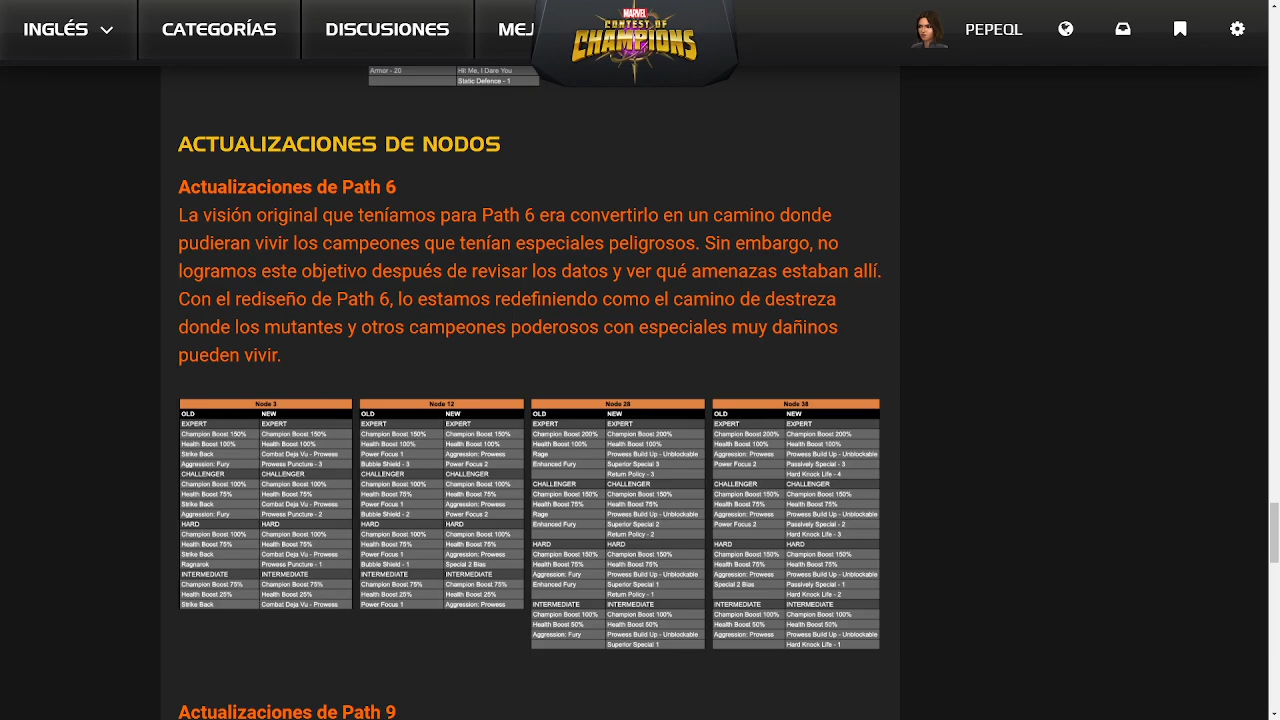 INGLÉS
CATEGORÍAS
DISCUSIONES
MEJ
MARVEL
CONTEST OF
CHAMPIONS
PEPEQL
Armor - 20
Hit Me, I Dare You
Static Defence - 1
ACTUALIZACIONES DE NODOS
Actualizaciones de Path 6
La visión original que teníamos para Path 6 era convertirlo en un camino donde
pudieran vivir los campeones que tenían especiales peligrosos. Sin embargo, no
logramos este objetivo después de revisar los datos y ver qué amenazas estaban allí.
Con el rediseño de Path 6, lo estamos redefiniendo como el camino de destreza
donde los mutantes y otros campeones poderosos con especiales muy dañinos
pueden vivir.
Node 3
OLD NEW
EXPERT EXPERT
Champion Boost 150% Champion Boost 150%
Health Boost 100% Health Boost 100%
Strike Back Combat Deja Vu - Prowess
Aggression: Fury Prowess Puncture - 3
CHALLENGER CHALLENGER
Champion Boost 100% Champion Boost 100%
Health Boost 75% Health Boost 75%
Strike Back Combat Deja Vu - Prowess
Aggression: Fury Prowess Puncture - 2
HARD HARD
Champion Boost 100% Champion Boost 100%
Health Boost 75% Health Boost 75%
Strike Back Combat Deja Vu - Prowess
Ragnarok Prowess Puncture - 1
INTERMEDIATE INTERMEDIATE
Champion Boost 75% Champion Boost 75%
Health Boost 25% Health Boost 25%
Strike Back Combat Deja Vu - Prowess
Node 12
OLD NEW
EXPERT EXPERT
Champion Boost 150% Champion Boost 150%
Health Boost 100% Health Boost 100%
Power Focus 1 Aggression: Prowess
Bubble Shield - 3 Power Focus 2
CHALLENGER CHALLENGER
Champion Boost 100% Champion Boost 100%
Health Boost 75% Health Boost 75%
Power Focus 1 Aggression: Prowess
Bubble Shield - 2 Power Focus 2
HARD HARD
Champion Boost 100% Champion Boost 100%
Health Boost 75% Health Boost 75%
Power Focus 1 Aggression: Prowess
Bubble Shield - 1 Special 2 Bias
INTERMEDIATE INTERMEDIATE
Champion Boost 75% Champion Boost 75%
Health Boost 25% Health Boost 25%
Power Focus 1 Aggression: Prowess
Node 28
OLD NEW
EXPERT EXPERT
Champion Boost 200% Champion Boost 200%
Health Boost 100% Health Boost 100%
Rage Prowess Build Up - Unblockable
Enhanced Fury Superior Special 3
Return Policy - 3
CHALLENGER CHALLENGER
Champion Boost 150% Champion Boost 150%
Health Boost 75% Health Boost 75%
Rage Prowess Build Up - Unblockable
Enhanced Fury Superior Special 2
Return Policy - 2
HARD HARD
Champion Boost 150% Champion Boost 150%
Health Boost 75% Health Boost 75%
Aggression: Fury Prowess Build Up - Unblockable
Enhanced Fury Superior Special 1
Return Policy - 1
INTERMEDIATE INTERMEDIATE
Champion Boost 100% Champion Boost 100%
Health Boost 50% Health Boost 50%
Aggression: Fury Prowess Build Up - Unblockable
Superior Special 1
Node 38
OLD NEW
EXPERT EXPERT
Champion Boost 200% Champion Boost 200%
Health Boost 100% Health Boost 100%
Aggression: Prowess Prowess Build Up - Unblockable
Power Focus 2 Passively Special - 3
Hard Knock Life - 4
CHALLENGER CHALLENGER
Champion Boost 150% Champion Boost 150%
Health Boost 75% Health Boost 75%
Aggression: Prowess Prowess Build Up - Unblockable
Power Focus 2 Passively Special - 2
Hard Knock Life - 3
HARD HARD
Champion Boost 150% Champion Boost 150%
Health Boost 75% Health Boost 75%
Aggression: Prowess Prowess Build Up - Unblockable
Special 2 Bias Passively Special - 1
Hard Knock Life - 2
INTERMEDIATE INTERMEDIATE
Champion Boost 100% Champion Boost 100%
Health Boost 50% Health Boost 50%
Aggression: Prowess Prowess Build Up - Unblockable
Hard Knock Life - 1
Actualizaciones de Path 9